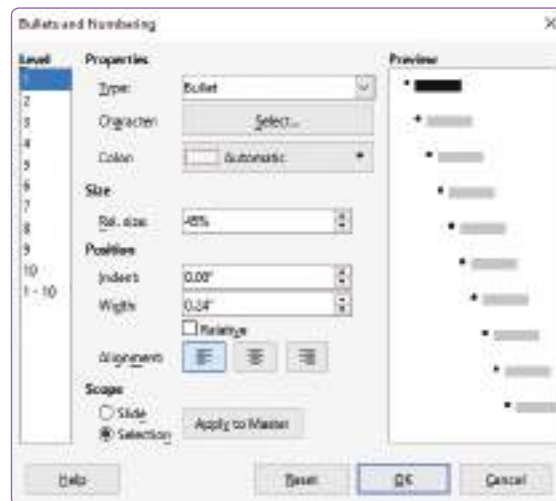 Bullets and Numbering
Level
1
2
3
4
5
6
7
8
9
10
1 - 10
Properties
Type: Bullet
Character: Select...
Color: Automatic
Size
Rel. size: 45%
Position
Indent: 0.00"
Width: 0.24"
Relative
Alignment:
Scope
Slide
Selection
Apply to Master
Preview
Help
Reset
OK
Cancel